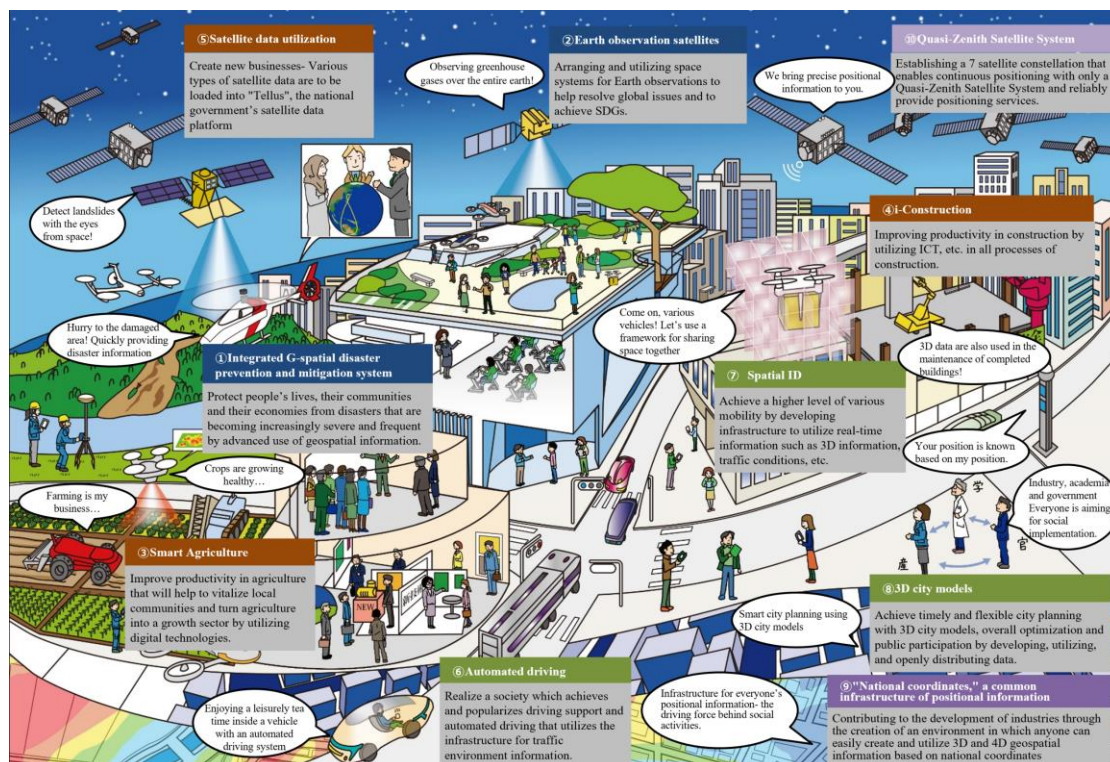 ⑤Satellite data utilization
Create new businesses- Various
types of satellite data are to be
loaded into "Tellus", the national
government's satellite data
platform
Observing greenhouse
gases over the entire earth!
②Earth observation satellites
Arranging and utilizing space
systems for Earth observations to
help resolve global issues and to
achieve SDGs.
We bring precise positional
information to you.
⑩Quasi-Zenith Satellite System
Establishing a 7 satellite constellation that
enables continuous positioning with only a
Quasi-Zenith Satellite System and reliably
provide positioning services.
Detect landslides
with the eyes
from space!
④i-Construction
Improving productivity in construction by
utilizing ICT, etc. in all processes of
construction.
Hurry to the damaged
area! Quickly providing
disaster information
Come on, various
vehicles! Let's use a
framework for sharing
space together
3D data are also used in the
maintenance of completed
buildings!
①Integrated G-spatial disaster
prevention and mitigation system
Protect people's lives, their communities
and their economies from disasters that are
becoming increasingly severe and frequent
by advanced use of geospatial information.
⑦ Spatial ID
Achieve a higher level of various
mobility by developing
infrastructure to utilize real-time
information such as 3D information,
traffic conditions, etc.
Your position is known
based on my position.
Crops are growing
healthy…
Farming is my
business…
Industry, academia
and government
Everyone is aiming
for social
implementation.
学
産
官
③Smart Agriculture
Improve productivity in agriculture
that will help to vitalize local
communities and turn agriculture
into a growth sector by utilizing
digital technologies.
NEW
⑧3D city models
Achieve timely and flexible city planning
with 3D city models, overall optimization and
public participation by developing, utilizing,
and openly distributing data.
Smart city planning using
3D city models
⑥Automated driving
Realize a society which achieves
and popularizes driving support and
automated driving that utilizes the
infrastructure for traffic
environment information.
Enjoying a leisurely tea
time inside a vehicle
with an automated
driving system
Infrastructure for everyone's
positional information- the
driving force behind social
activities.
⑨"National coordinates," a common
infrastructure of positional information
Contributing to the development of industries through
the creation of an environment in which anyone can
easily create and utilize 3D and 4D geospatial
information based on national coordinates